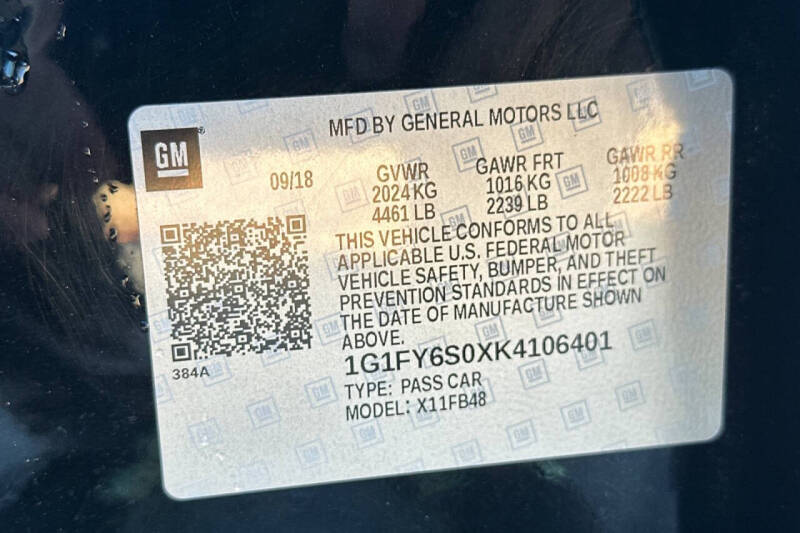 MFD BY GENERAL MOTORS LLC
GM
09/18
GVWR
2024 KG
4461 LB
GAWR FRT
1016 KG
2239 LB
GAWR RR
1008 KG
2222 LB
THIS VEHICLE CONFORMS TO ALL
APPLICABLE U.S. FEDERAL MOTOR
VEHICLE SAFETY, BUMPER, AND THEFT
PREVENTION STANDARDS IN EFFECT ON
THE DATE OF MANUFACTURE SHOWN
ABOVE.
384A
1G1FY6S0XK4106401
TYPE: PASS CAR
MODEL: X11FB48